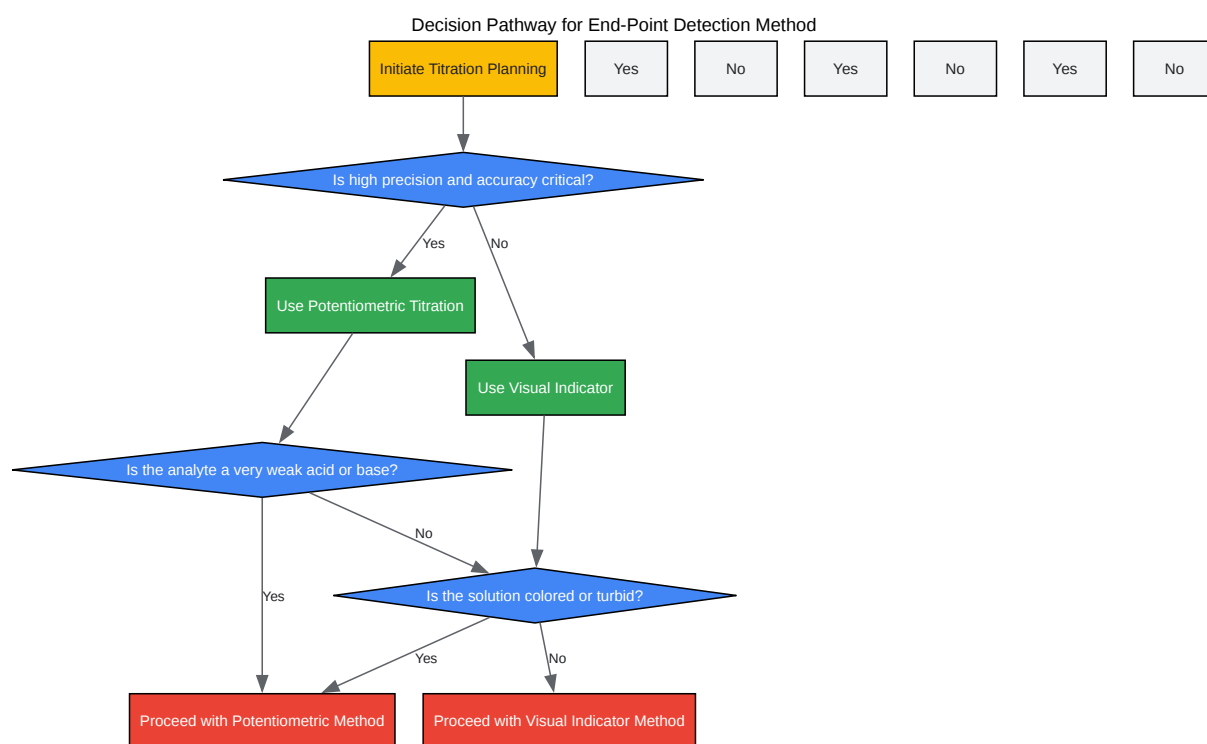 Decision Pathway for End-Point Detection Method
Initiate Titration Planning
Yes
No
Yes
No
Yes
No
Is high precision and accuracy critical?
Yes
No
Use Potentiometric Titration
Use Visual Indicator
Is the analyte a very weak acid or base?
No
Yes
Is the solution colored or turbid?
Yes
No
Proceed with Potentiometric Method
Proceed with Visual Indicator Method